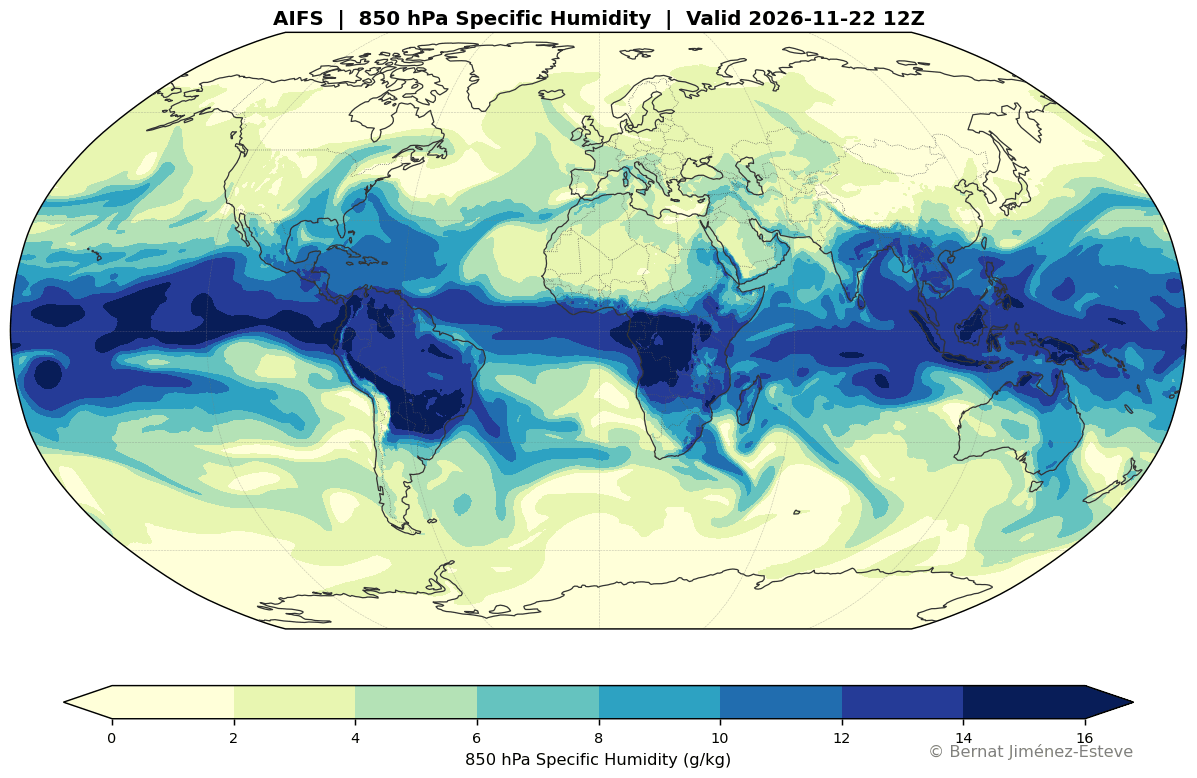 AIFS  |  850 hPa Specific Humidity  |  Valid 2026-11-22 12Z
0 2 4 6 8 10 12 14 16
850 hPa Specific Humidity (g/kg)
© Bernat Jiménez-Esteve